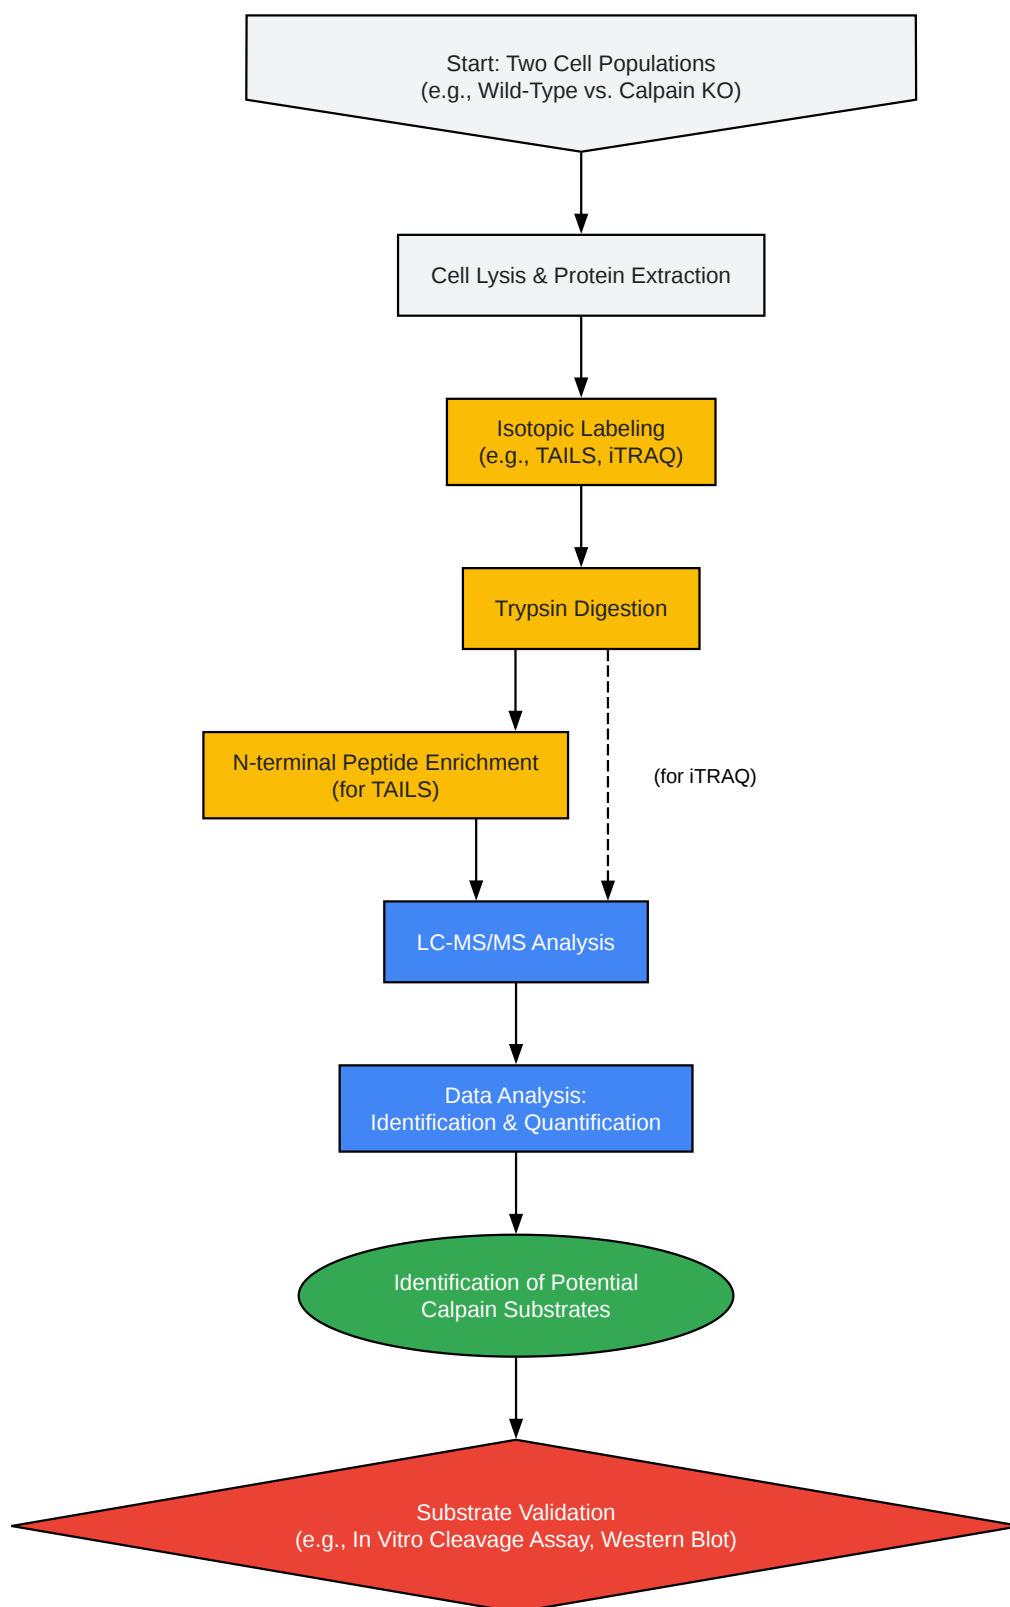 Start: Two Cell Populations
(e.g., Wild-Type vs. Calpain KO)
Cell Lysis & Protein Extraction
Isotopic Labeling
(e.g., TAILS, iTRAQ)
Trypsin Digestion
N-terminal Peptide Enrichment
(for TAILS)
(for iTRAQ)
LC-MS/MS Analysis
Data Analysis:
Identification & Quantification
Identification of Potential
Calpain Substrates
Substrate Validation
(e.g., In Vitro Cleavage Assay, Western Blot)